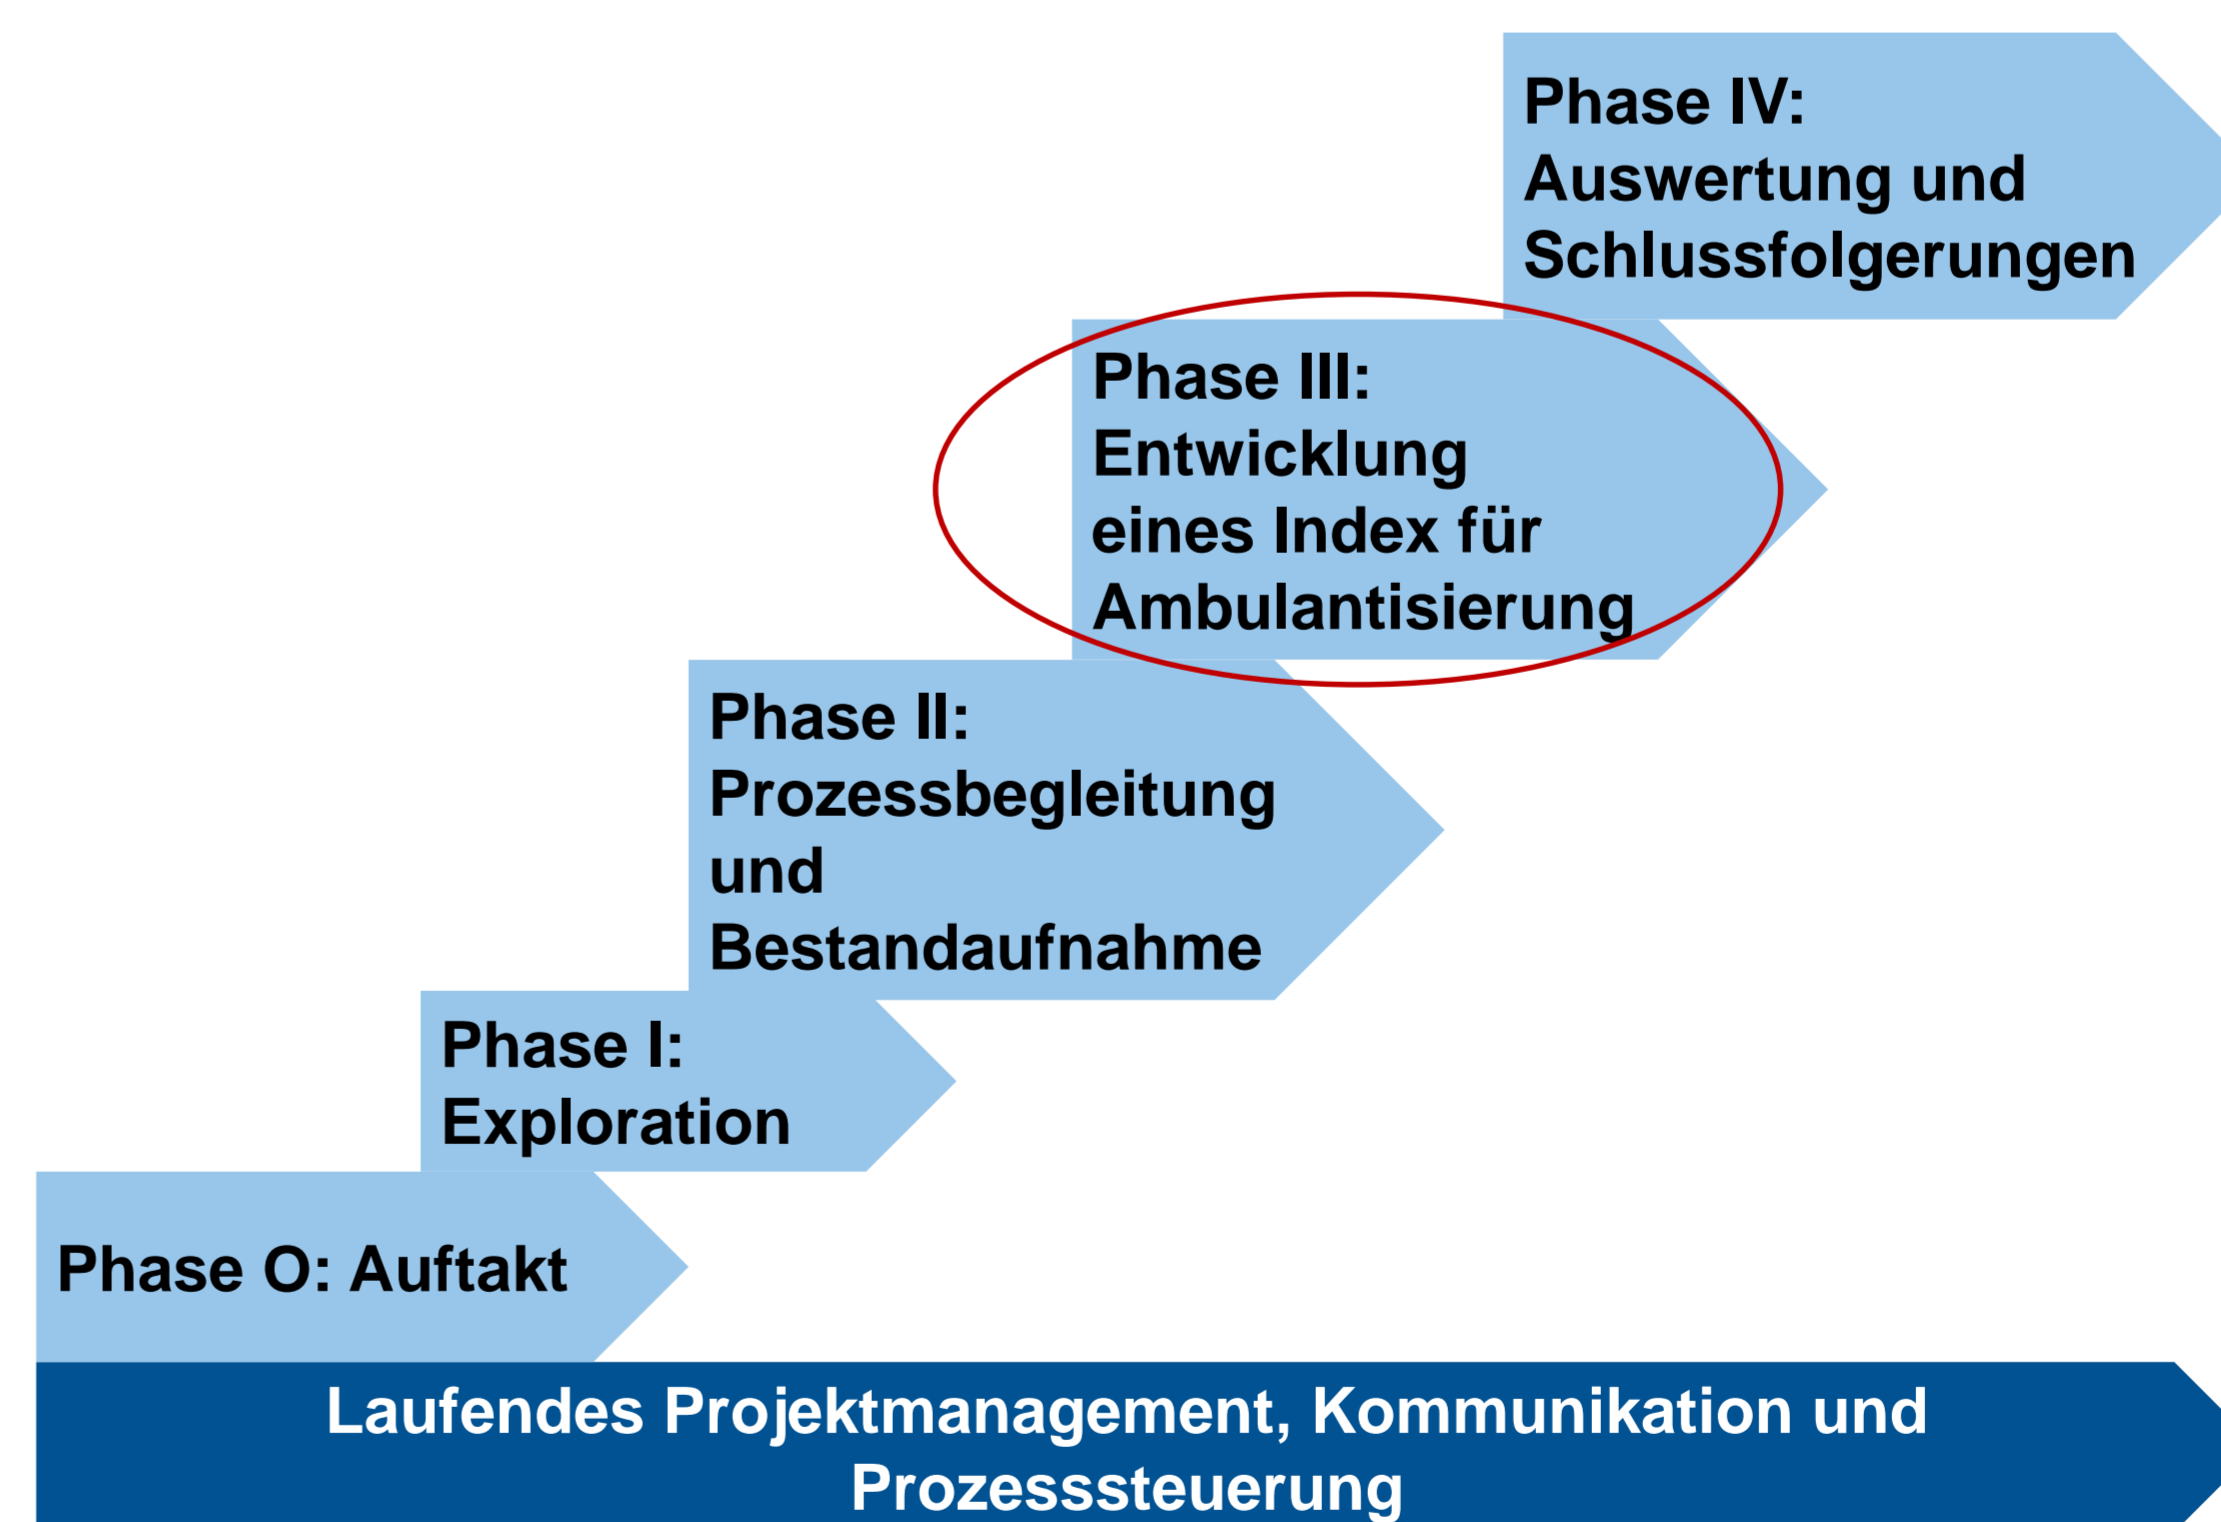 Phase IV:
Auswertung und
Schlussfolgerungen
Phase III:
Entwicklung
eines Index für
Ambulantisierung
Phase II:
Prozessbegleitung
und
Bestandaufnahme
Phase I:
Exploration
Phase O: Auftakt
Laufendes Projektmanagement, Kommunikation und
Prozesssteuerung